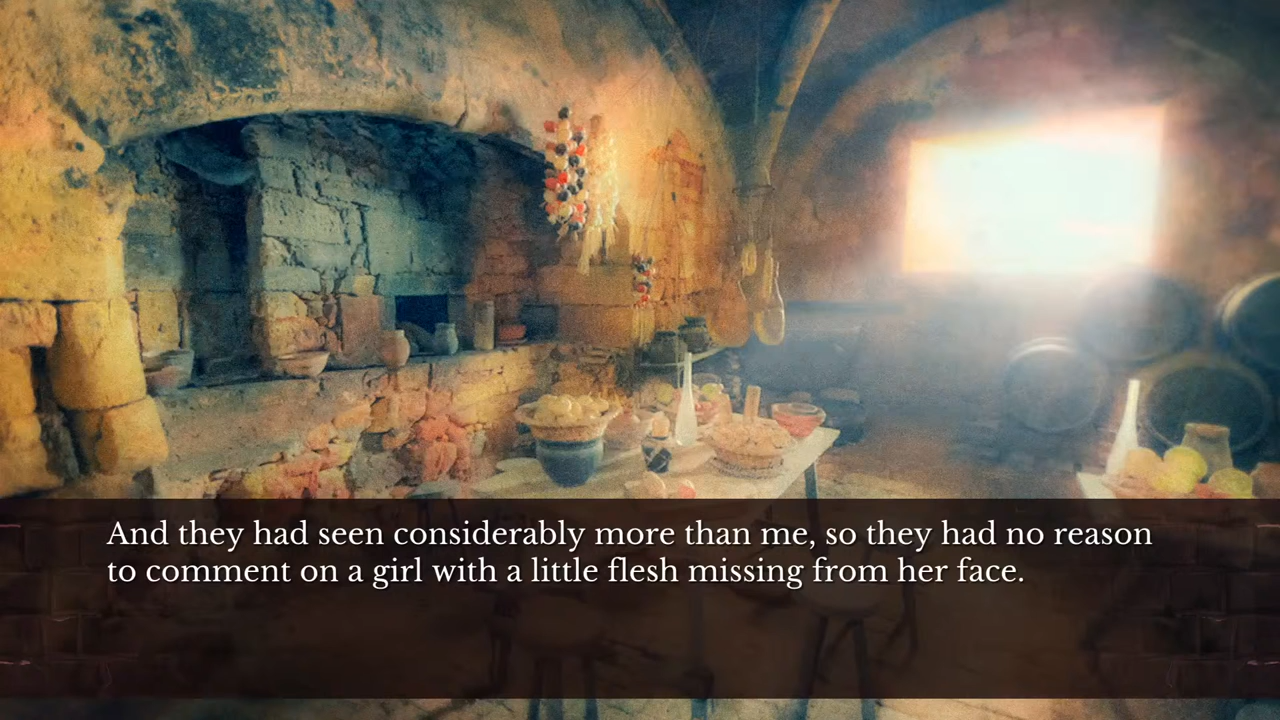 And they had seen considerably more than me, so they had no reason
to comment on a girl with a little flesh missing from her face.